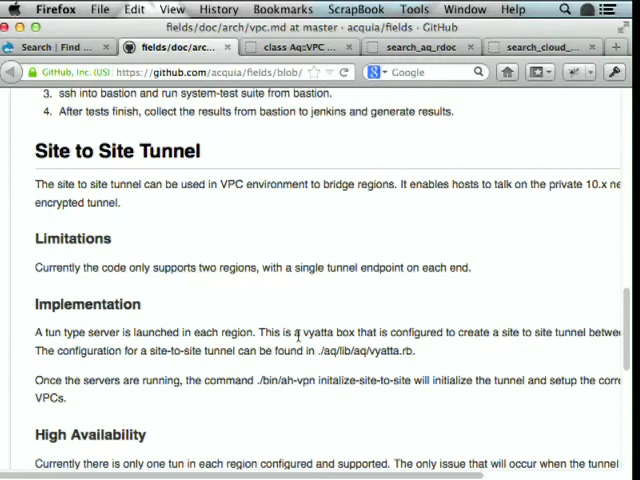 Firefox File Edit View History Bookmarks ScrapBook Tools Window Help
fields/doc/arch/vpc.md at master · acquia/fields · GitHub
Search | Find ... fields/doc/arc... class Aq::VPC ... search_aq_rdoc search_cloud_...
GitHub, Inc. (US) https://github.com/acquia/fields/blob/ Google
3. ssh into bastion and run system-test suite from bastion.
4. After tests finish, collect the results from bastion to jenkins and generate results.
Site to Site Tunnel
The site to site tunnel can be used in VPC environment to bridge regions. It enables hosts to talk on the private 10.x ne
encrypted tunnel.
Limitations
Currently the code only supports two regions, with a single tunnel endpoint on each end.
Implementation
A tun type server is launched in each region. This is a vyatta box that is configured to create a site to site tunnel betwee
The configuration for a site-to-site tunnel can be found in ./aq/lib/aq/vyatta.rb.
Once the servers are running, the command ./bin/ah-vpn initalize-site-to-site will initialize the tunnel and setup the corre
VPCs.
High Availability
Currently there is only one tun in each region configured and supported. The only issue that will occur when the tunnel